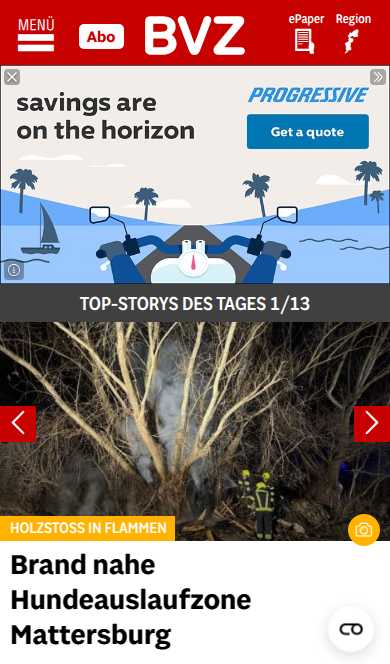 MENÜ
Abo
BVZ
ePaper
Region
savings are
on the horizon
PROGRESSIVE
Get a quote
TOP-STORYS DES TAGES 1/13
HOLZSTOSS IN FLAMMEN
Brand nahe
Hundeauslaufzone
Mattersburg